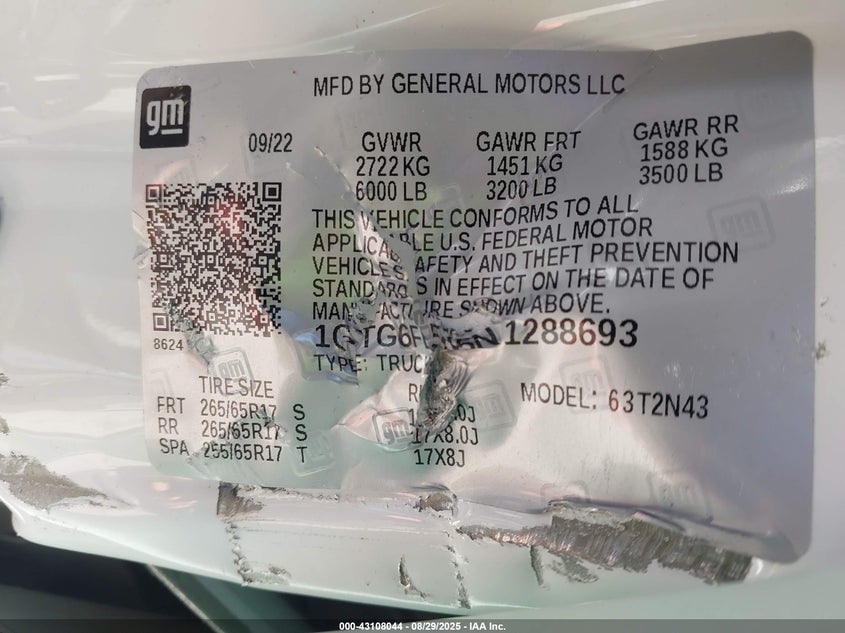 MFD BY GENERAL MOTORS LLC
gm
09/22 GVWR GAWR FRT GAWR RR
2722 KG 1451 KG 1588 KG
6000 LB 3200 LB 3500 LB
THIS VEHICLE CONFORMS TO ALL
APPLICABLE U.S. FEDERAL MOTOR
VEHICLE SAFETY AND THEFT PREVENTION
STANDARDS IN EFFECT ON THE DATE OF
MANUFACTURE SHOWN ABOVE.
1288693
8624
TYPE: TRUC
TIRE SIZE
MODEL: 63T2N43
FRT 265/65R17 S
RR 265/65R17 S 17X8.0J
SPA 255/65R17 T 17X8J
000-43108044 - 08/29/2025 - IAA Inc.